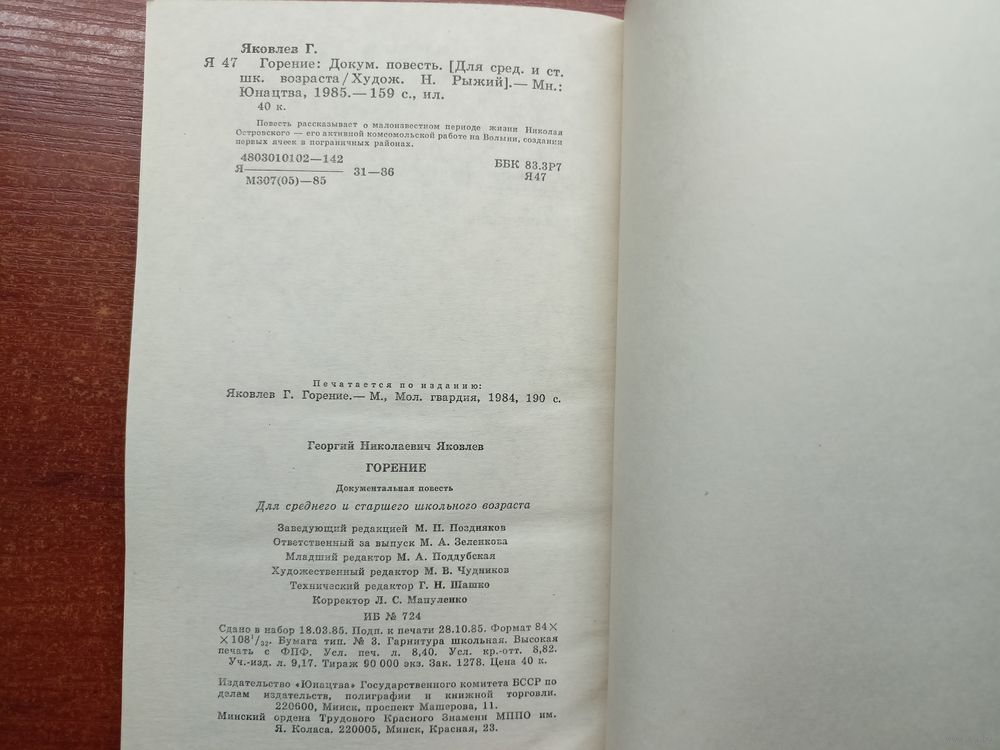 Яковлев Г.
Я 47 Горение: Докум. повесть. [Для сред. и ст.
шк. возраста/Худож. Н. Рыжий].— Мн.:
Юнацтва, 1985.— 159 с., ил.
40 к.
Повесть рассказывает о малоизвестном периоде жизни Николая
Островского — его активной комсомольской работе на Волыни, создании
первых ячеек в пограничных районах.
4803010102—142
Я 31—86
М307(05)—85
ББК 83.3Р7
Я47
Печатается по изданию:
Яковлев Г. Горение.— М., Мол. гвардия, 1984, 190 с.
Георгий Николаевич Яковлев
ГОРЕНИЕ
Документальная повесть
Для среднего и старшего школьного возраста
Заведующий редакцией М. П. Поздняков
Ответственный за выпуск М. А. Зеленкова
Младший редактор М. А. Поддубская
Художественный редактор М. В. Чудников
Технический редактор Г. Н. Шашко
Корректор Л. С. Мануленко
ИБ № 724
Сдано в набор 18.03.85. Подп. к печати 28.10.85. Формат 84×
×108¹/₃₂. Бумага тип. № 3. Гарнитура школьная. Высокая
печать с ФПФ. Усл. печ. л. 8,40. Усл. кр.-отт. 8,82.
Уч.-изд. л. 9,17. Тираж 90 000 экз. Зак. 1278. Цена 40 к.
Издательство «Юнацтва» Государственного комитета БССР по
делам издательств, полиграфии и книжной торговли.
220600, Минск, проспект Машерова, 11.
Минский ордена Трудового Красного Знамени МППО им.
Я. Коласа. 220005, Минск, Красная, 23.